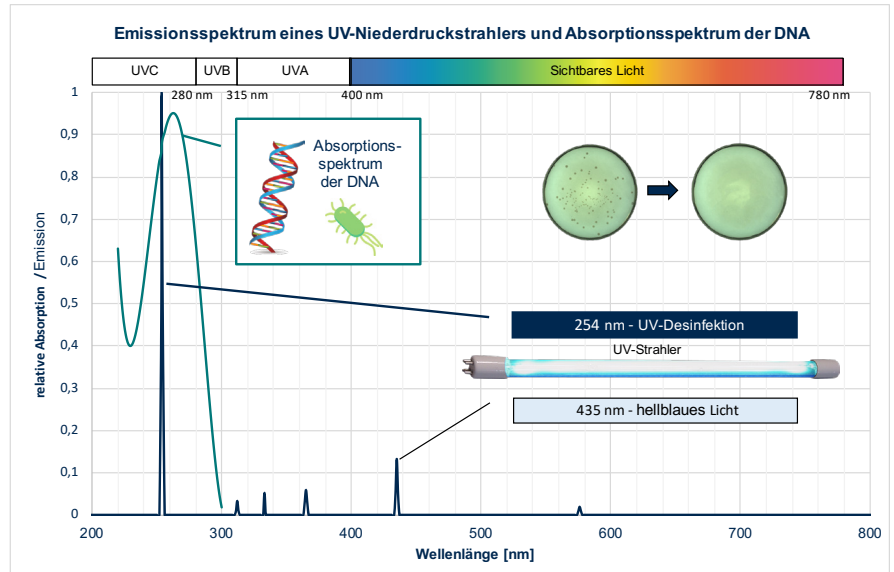 Emissionsspektrum eines UV-Niederdruckstrahlers und Absorptionsspektrum der DNA
UVC
UVB
UVA
Sichtbares Licht
280 nm
315 nm
400 nm
780 nm
relative Absorption / Emission
1
0,9
0,8
0,7
0,6
0,5
0,4
0,3
0,2
0,1
0
Absorptions-
spektrum
der DNA
254 nm - UV-Desinfektion
UV-Strahler
435 nm - hellblaues Licht
200
300
400
500
600
700
800
Wellenlänge [nm]